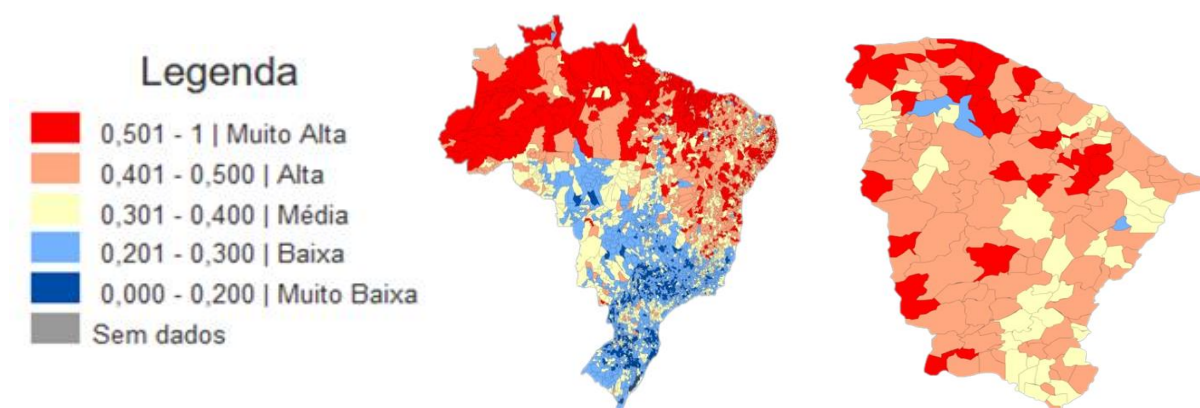 Legenda
0,501 - 1 | Muito Alta
0,401 - 0,500 | Alta
0,301 - 0,400 | Média
0,201 - 0,300 | Baixa
0,000 - 0,200 | Muito Baixa
Sem dados